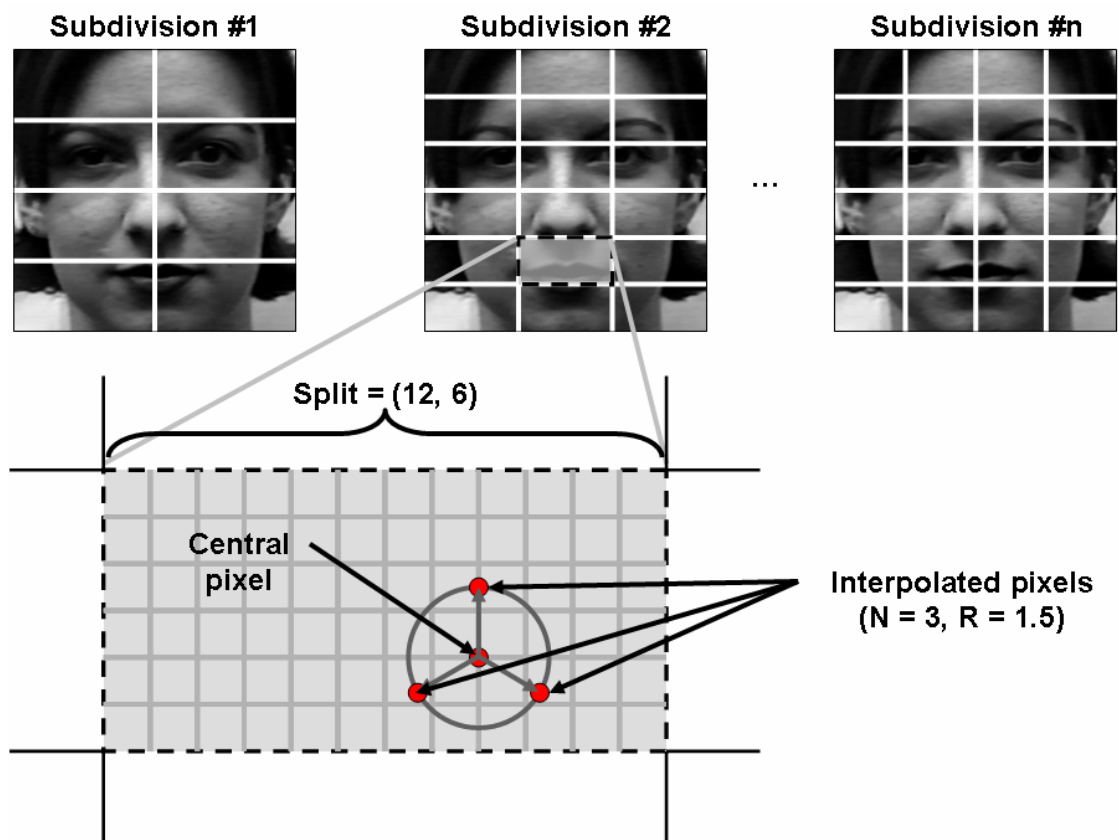 Subdivision #1
Subdivision #2
Subdivision #n
...
Split = (12, 6)
Central
pixel
Interpolated pixels
(N = 3, R = 1.5)